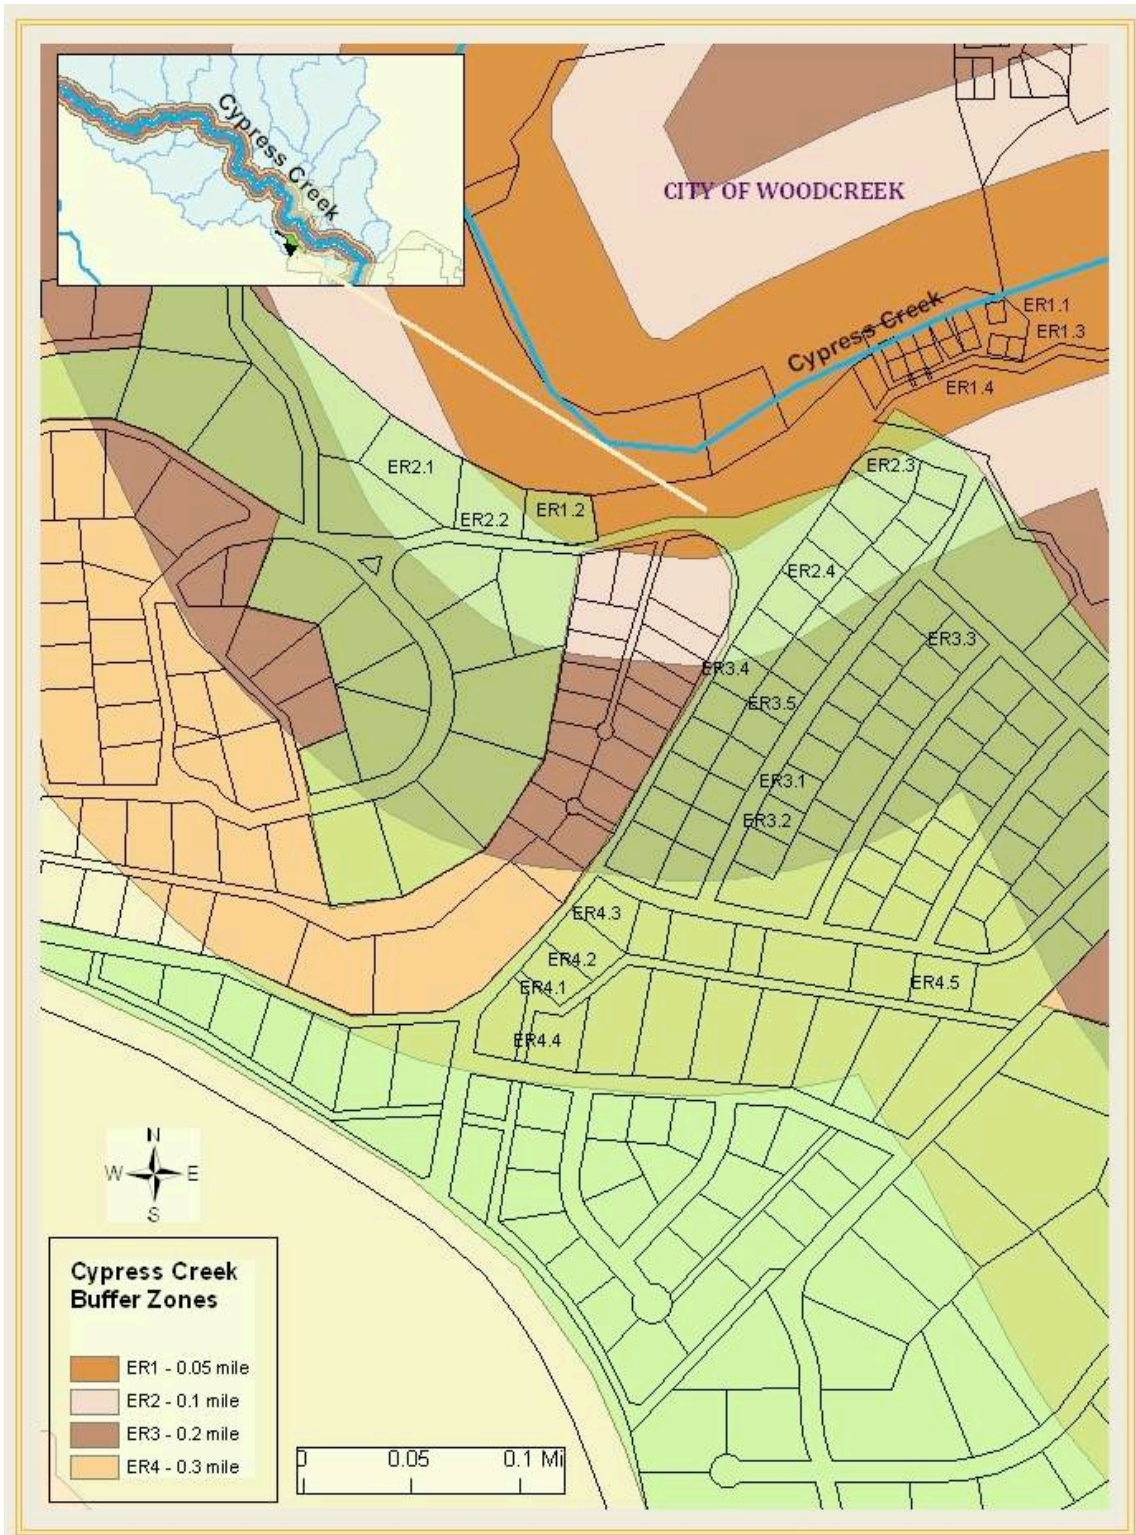 Cypress Creek
CITY OF WOODCREEK
Cypress Creek
ER1.1
ER1.3
ER1.4
ER2.1
ER2.3
ER1.2
ER2.2
ER2.4
ER3.3
ER3.4
ER3.5
ER3.1
ER3.2
ER4.3
ER4.2
ER4.5
ER4.1
ER4.4
N
W
E
S
Cypress Creek
Buffer Zones
ER1 - 0.05 mile
ER2 - 0.1 mile
ER3 - 0.2 mile
ER4 - 0.3 mile
0 0.05 0.1 Mi